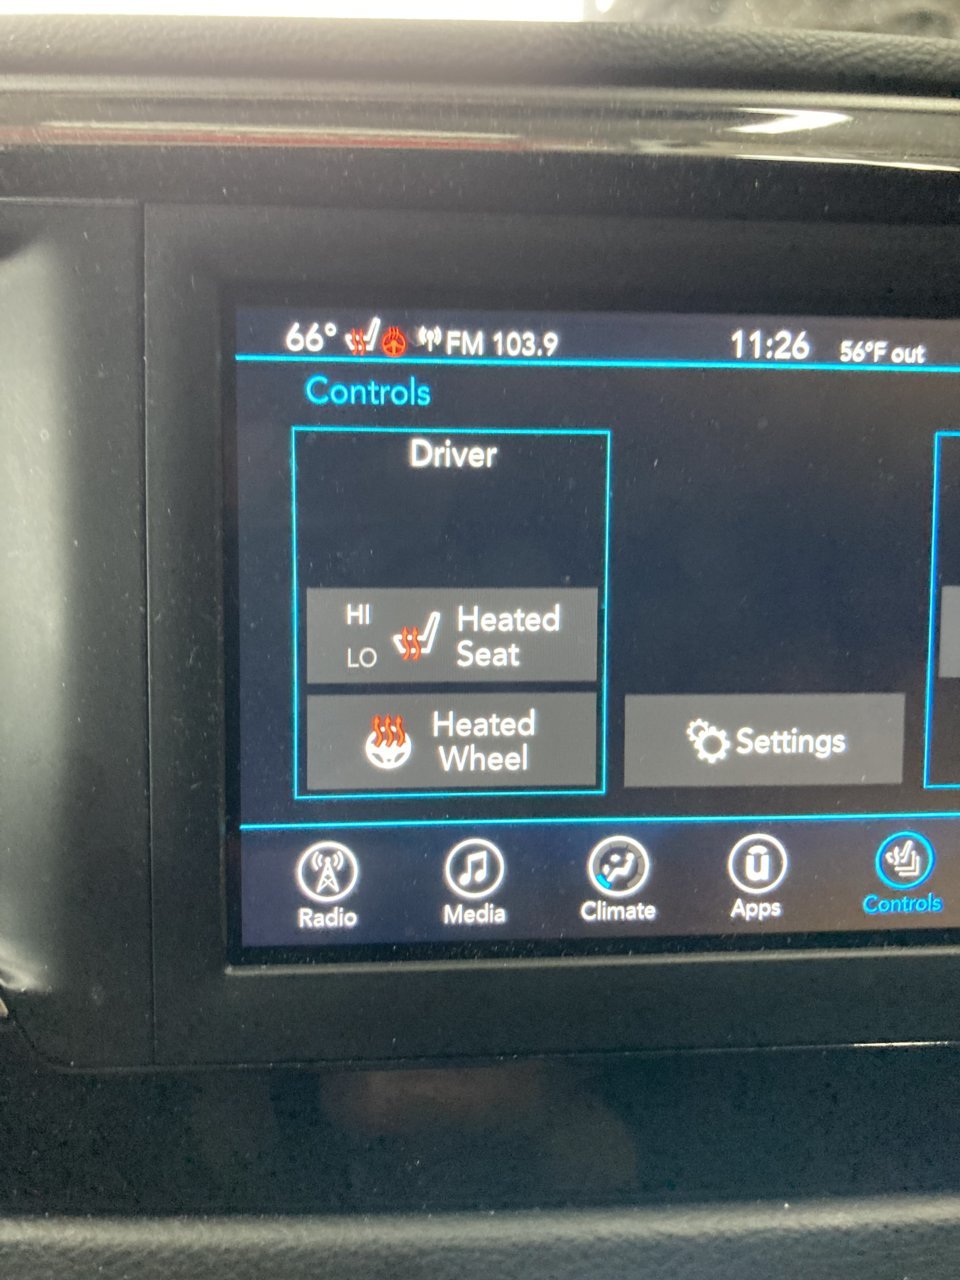 66° FM 103.9 11:26 56°F out
Controls
Driver
HI
LO
Heated
Seat
Heated
Wheel
Settings
Radio Media Climate Apps Controls